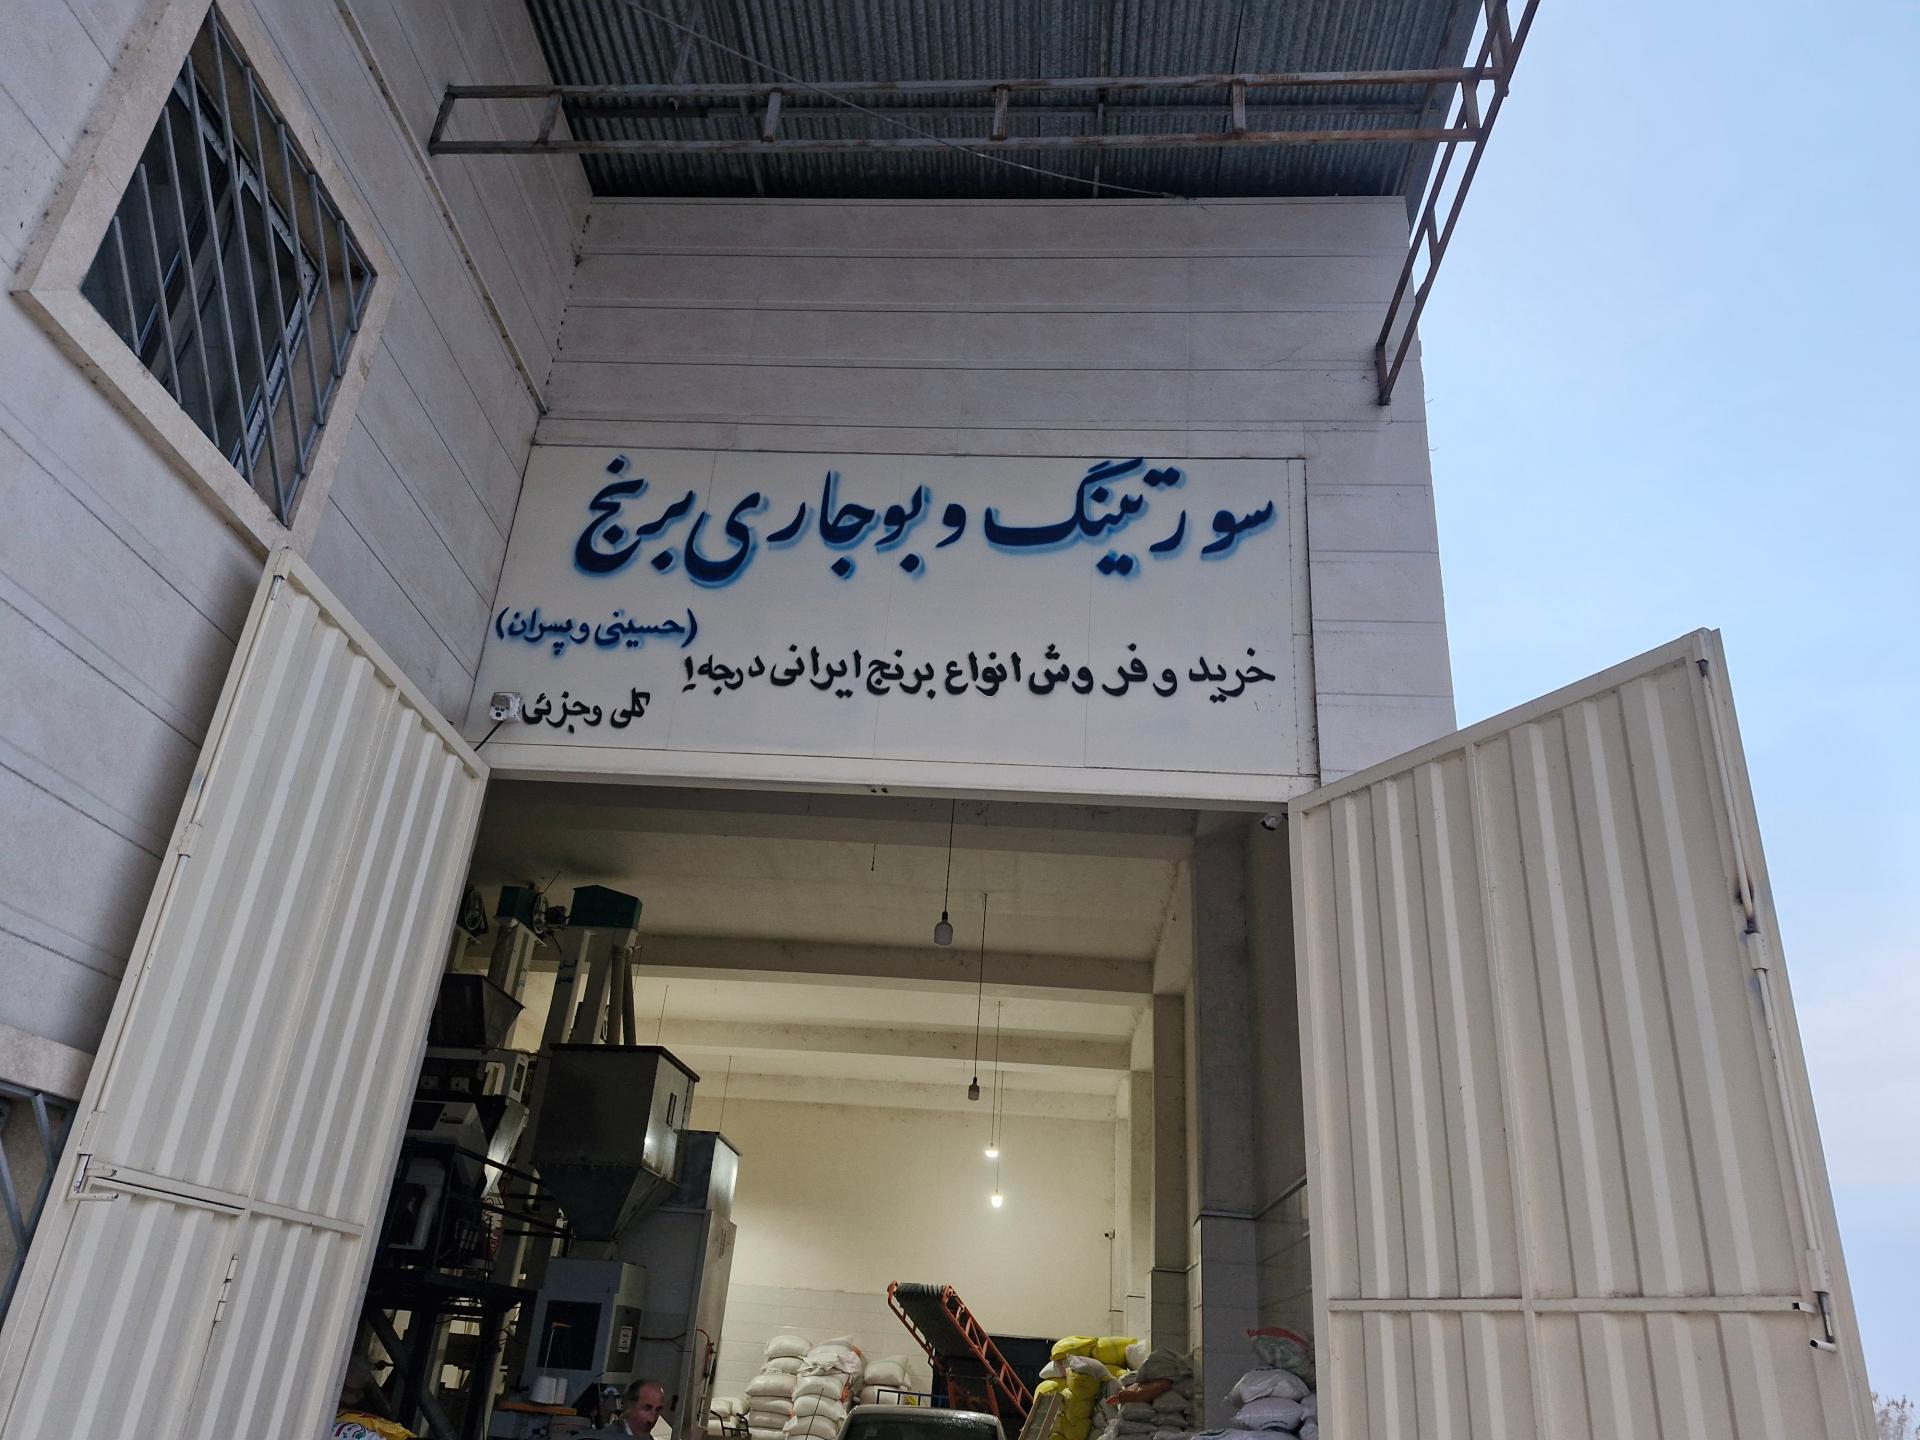 سورتینگ و بوجاری برنج
(حسینی و پسران)
خرید و فروش انواع برنج ایرانی درجه ۱
کلی و جزئی